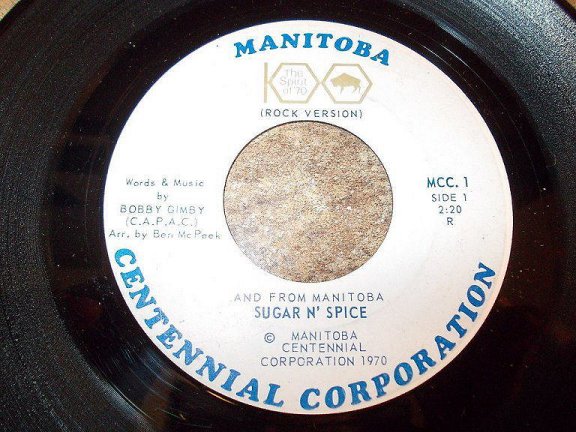 MANITOBA
100
The
Spirit
of '70
(ROCK VERSION)
Words & Music
by
BOBBY GIMBY
(C.A.P.A.C.)
Arr. by Ben McPeek
MCC. 1
SIDE 1
2:20
R
AND FROM MANITOBA
SUGAR N' SPICE
© MANITOBA
CENTENNIAL
CORPORATION 1970
CENTENNIAL CORPORATION